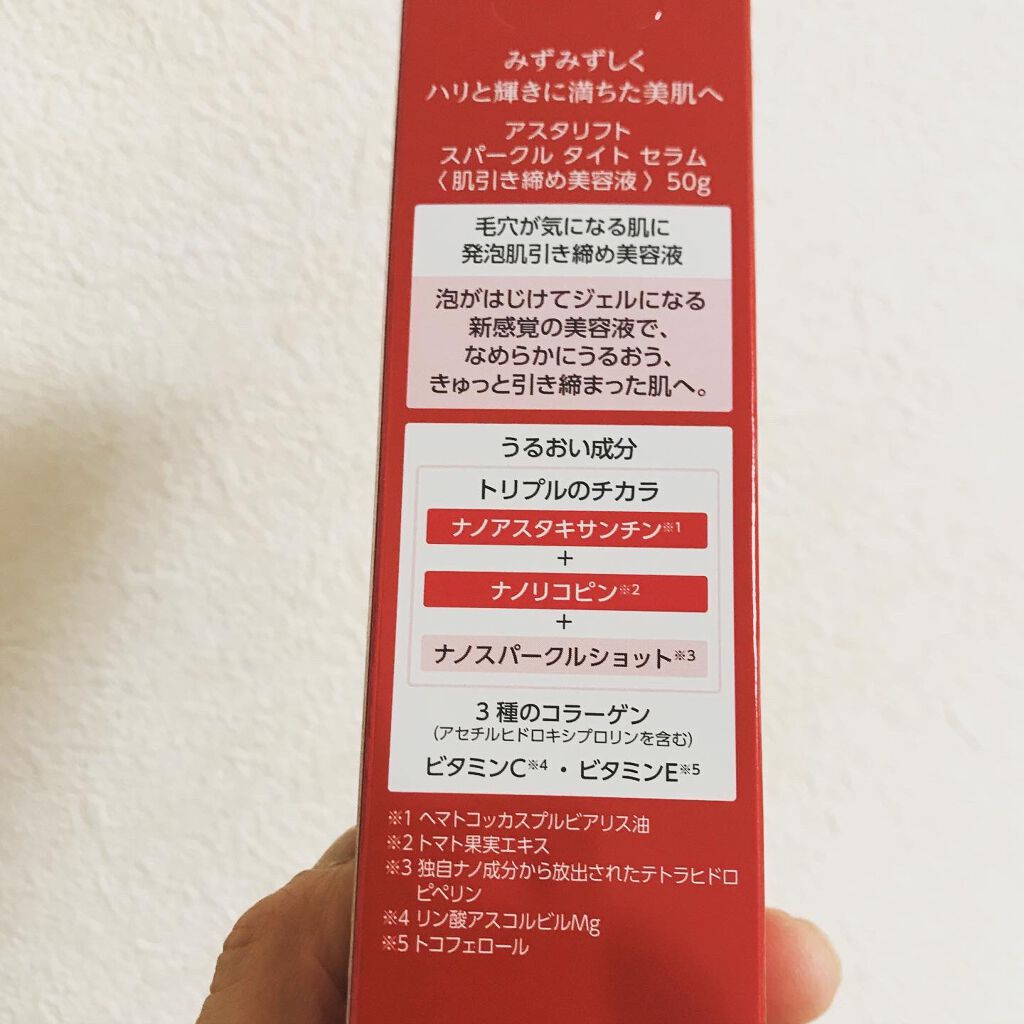 みずみずしく
ハリと輝きに満ちた美肌へ
アスタリフト
スパークル タイト セラム
〈 肌引き締め美容液 〉 50g
毛穴が気になる肌に
発泡肌引き締め美容液
泡がはじけてジェルになる
新感覚の美容液で、
なめらかにうるおう、
きゅっと引き締まった肌へ。
うるおい成分
トリプルのチカラ
ナノアスタキサンチン※1
+
ナノリコピン※2
+
ナノスパークルショット※3
3種のコラーゲン
(アセチルヒドロキシプロリンを含む)
ビタミンC※4 ・ ビタミンE※5
※1 ヘマトコッカスプルビアリス油
※2 トマト果実エキス
※3 独自ナノ成分から放出されたテトラヒドロ
ピペリン
※4 リン酸アスコルビルMg
※5 トコフェロール